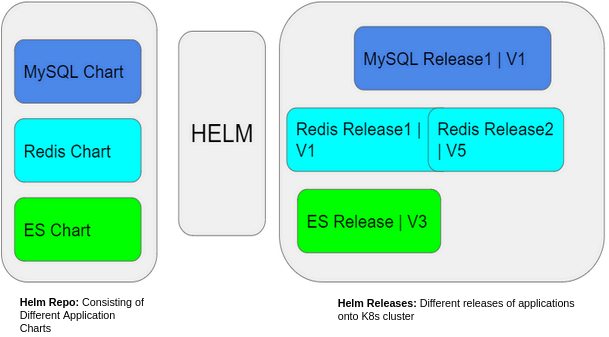 MySQL Chart
Redis Chart
ES Chart
HELM
MySQL Release1 | V1
Redis Release1 |
V1
Redis Release2
| V5
ES Release | V3
Helm Repo: Consisting of
Different Application
Charts
Helm Releases: Different releases of applications
onto K8s cluster